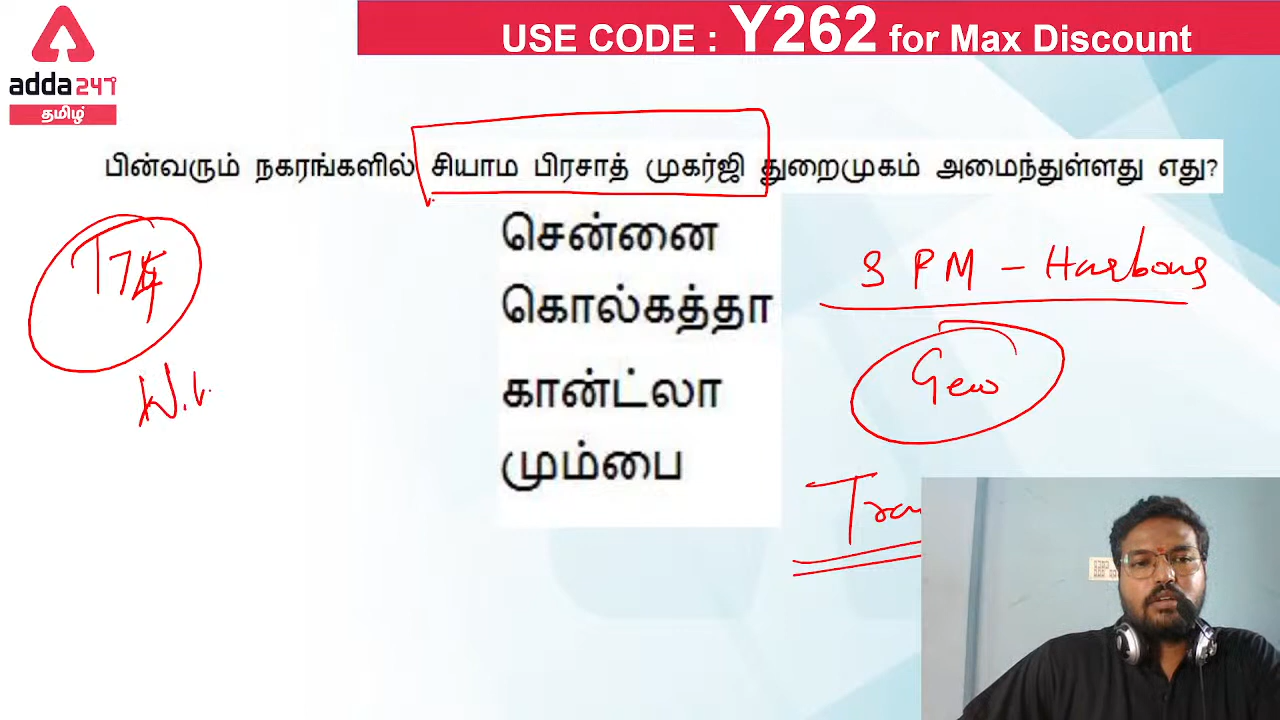 USE CODE : Y262 for Max Discount
adda247
தமிழ்
பின்வரும் நகரங்களில் சியாம பிரசாத் முகர்ஜி துறைமுகம் அமைந்துள்ளது எது?
சென்னை
கொல்கத்தா
காண்ட்லா
மும்பை
SPM - Harbour
Geo